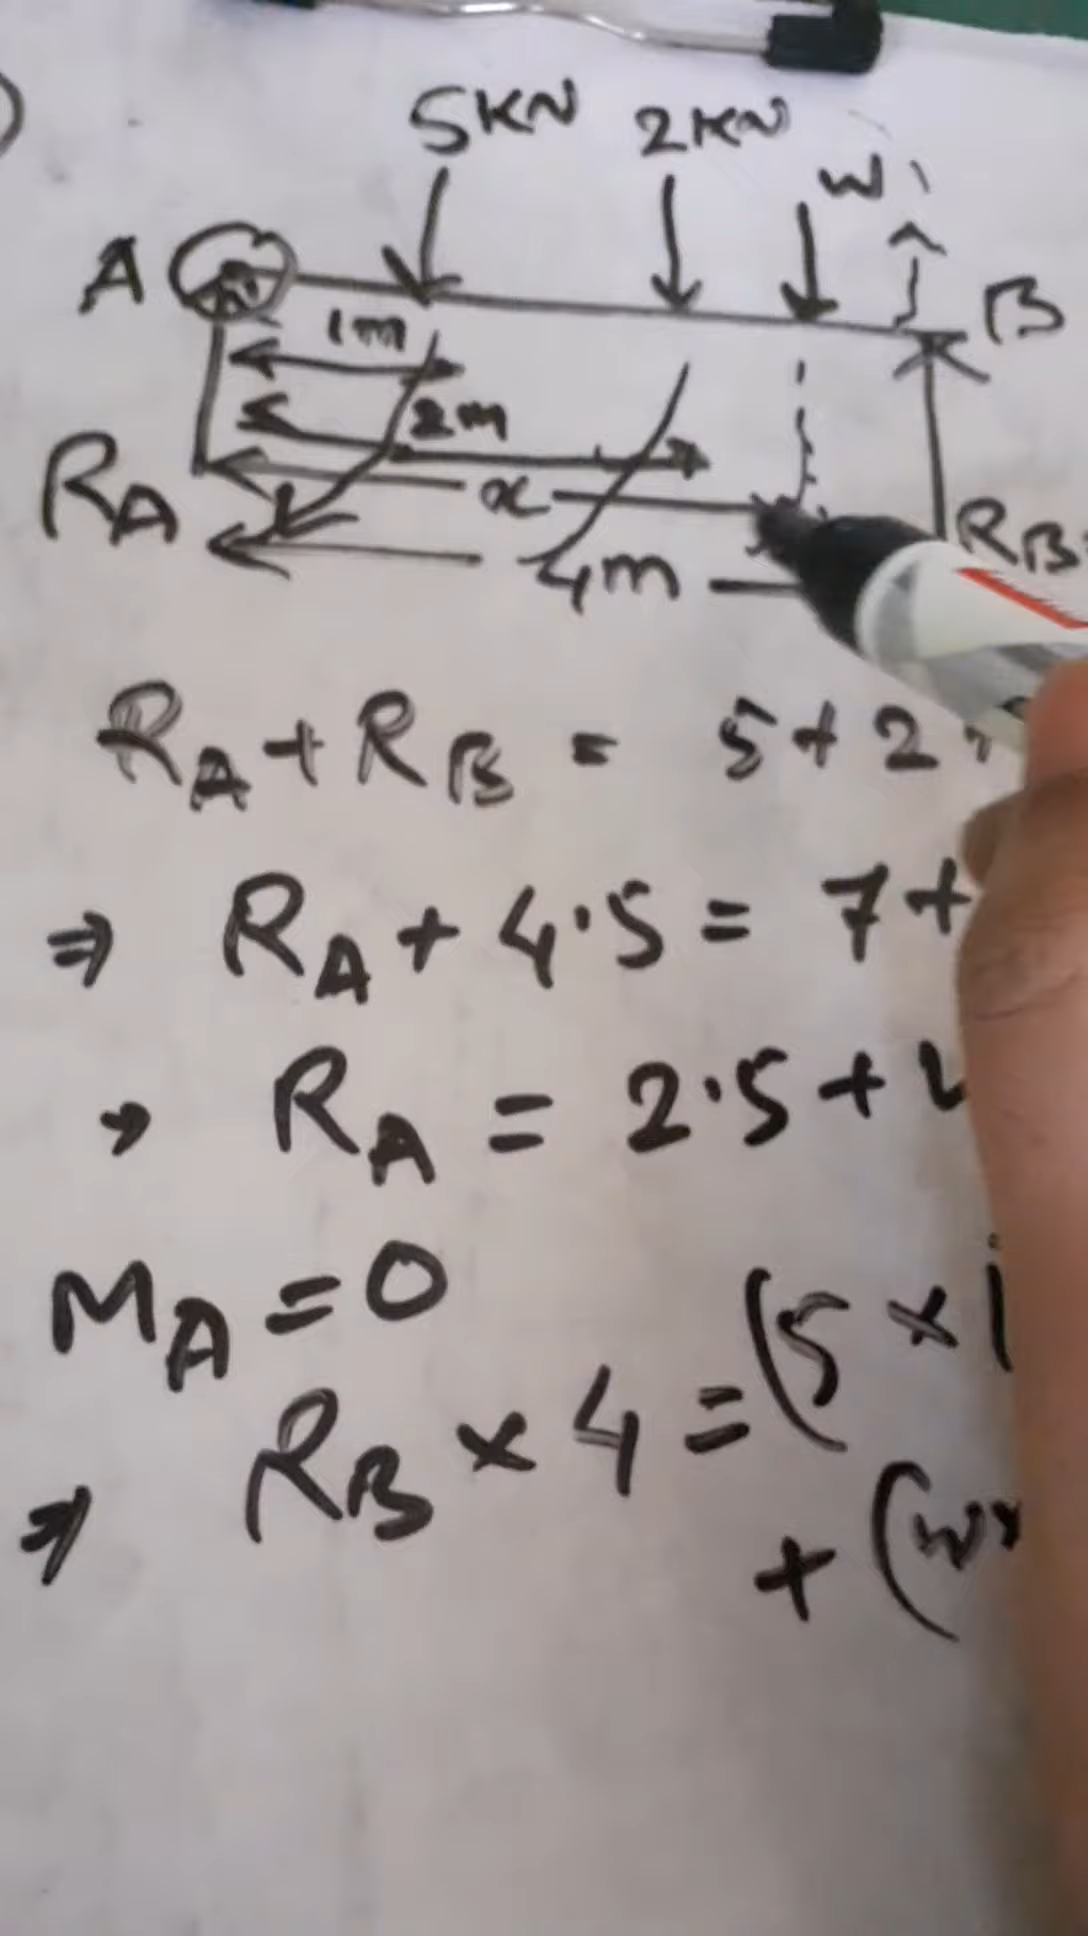 5KN 2KN W
A B
1m
2m
x
RA RB
4m
RA + RB = 5 + 2
⇒ RA + 4.5 = 7 +
RA = 2.5 +
MA = 0
⇒ RB × 4 = (5 × 1
+ (W×